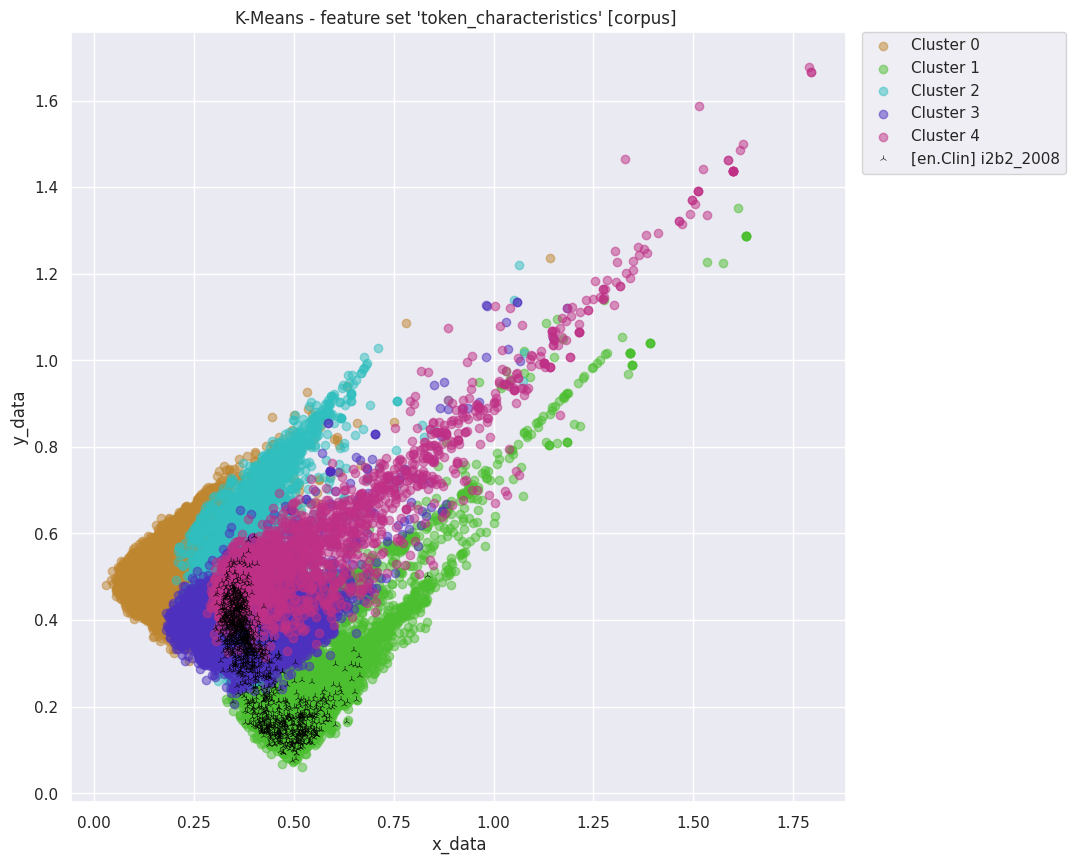 K-Means - feature set 'token_characteristics' [corpus]
Cluster 0
Cluster 1
Cluster 2
Cluster 3
Cluster 4
[en.Clin] i2b2_2008
1.6
1.4
1.2
1.0
0.8
0.6
0.4
0.2
0.0
y_data
0.00
0.25
0.50
0.75
1.00
1.25
1.50
1.75
x_data